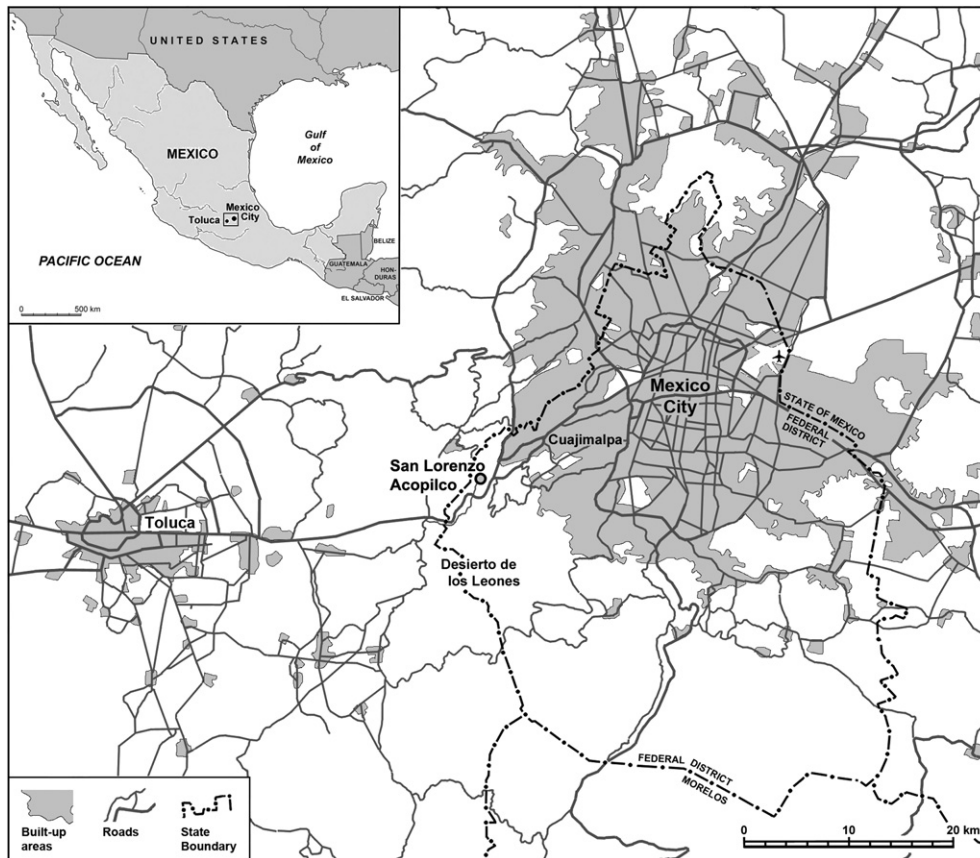 UNITED STATES
Gulf
of
Mexico
MEXICO
Mexico
City
Toluca
BELIZE
GUATEMALA
HON-
DURAS
EL SALVADOR
PACIFIC OCEAN
0 500 km
Mexico
City
STATE OF MEXICO
FEDERAL DISTRICT
Cuajimalpa
San Lorenzo
Acopilco
Toluca
Desierto de
los Leones
FEDERAL DISTRICT
MORELOS
Built-up
areas
Roads
State
Boundary
0 10 20 km